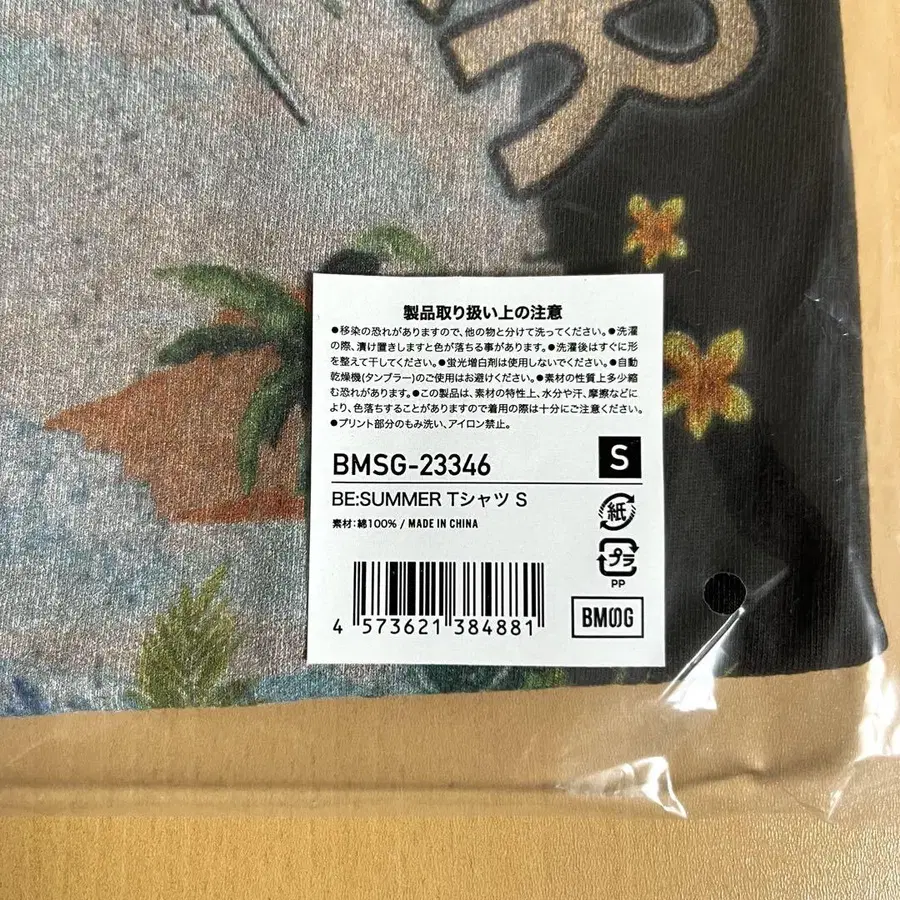 R
製品取り扱い上の注意
●移染の恐れがありますので、他の物と分けて洗ってください。●洗濯
の際、漬け置きしますと色が落ちる事があります。●洗濯後はすぐに形
を整えて干してください。●蛍光増白剤は使用しないでください。●自動
乾燥機(タンブラー)のご使用はお避けください。●素材の性質上多少縮
む恐れがあります。●この製品は、素材の特性上、水分や汗、摩擦などに
より、色落ちすることがありますので着用の際は十分にご注意ください。
●プリント部分のもみ洗い、アイロン禁止。
BMSG-23346
S
BE:SUMMER Tシャツ S
紙
素材:綿100% / MADE IN CHINA
プラ
PP
4 573621 384881
BMSG